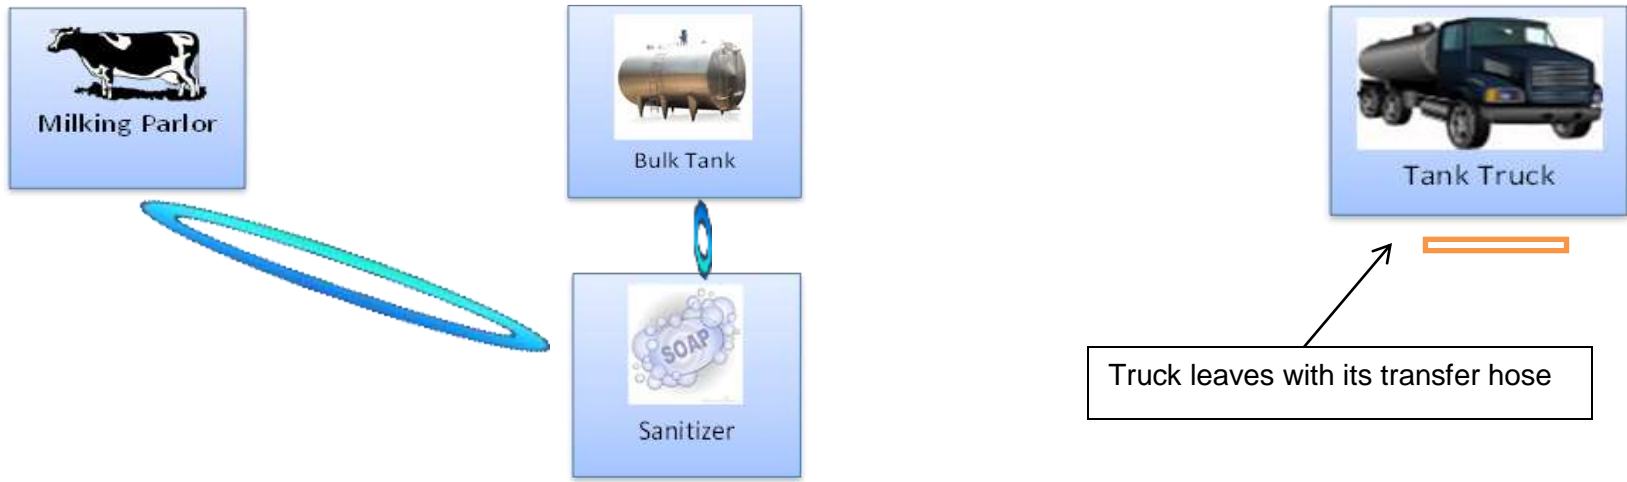 Milking Parlor
Bulk Tank
Tank Truck
SOAP
Sanitizer
Truck leaves with its transfer hose